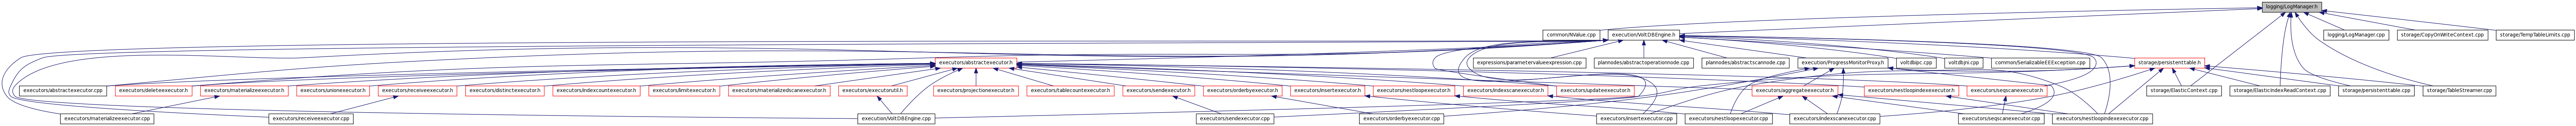 logging/LogManager.h
common/NValue.cpp
execution/VoltDBEngine.h
logging/LogManager.cpp
storage/CopyOnWriteContext.cpp
storage/TempTableLimits.cpp
executors/abstractexecutor.h
expressions/parametervalueexpression.cpp
plannodes/abstractoperationnode.cpp
plannodes/abstractscannode.cpp
execution/ProgressMonitorProxy.h
voltdbipc.cpp
voltdbjni.cpp
common/SerializableEEException.cpp
storage/persistenttable.h
executors/abstractexecutor.cpp
executors/deleteexecutor.h
executors/materializeexecutor.h
executors/unionexecutor.h
executors/receiveexecutor.h
executors/distinctexecutor.h
executors/indexcountexecutor.h
executors/limitexecutor.h
executors/materializedscanexecutor.h
executors/executorutil.h
executors/projectionexecutor.h
executors/tablecountexecutor.h
executors/sendexecutor.h
executors/orderbyexecutor.h
executors/insertexecutor.h
executors/nestloopexecutor.h
executors/indexscanexecutor.h
executors/updateexecutor.h
executors/aggregateexecutor.h
executors/nestloopindexexecutor.h
executors/seqscanexecutor.h
storage/ElasticContext.cpp
storage/ElasticIndexReadContext.cpp
storage/persistenttable.cpp
storage/TableStreamer.cpp
executors/materializeexecutor.cpp
executors/receiveexecutor.cpp
execution/VoltDBEngine.cpp
executors/sendexecutor.cpp
executors/orderbyexecutor.cpp
executors/insertexecutor.cpp
executors/nestloopexecutor.cpp
executors/indexscanexecutor.cpp
executors/seqscanexecutor.cpp
executors/nestloopindexexecutor.cpp